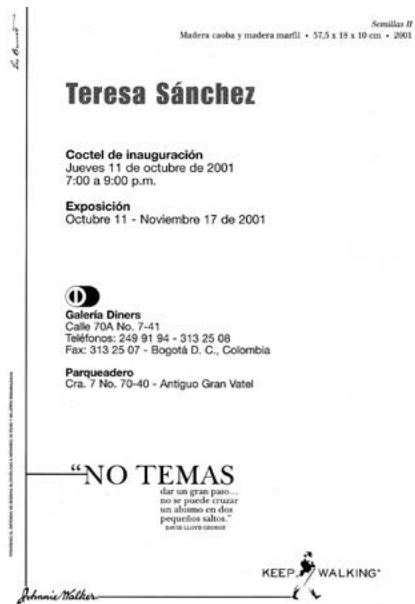 Semillas II
Madera caoba y madera marfil • 57,5 x 18 x 10 cm • 2001
Teresa Sánchez
Coctel de inauguración
Jueves 11 de octubre de 2001
7:00 a 9:00 p.m.
Exposición
Octubre 11 - Noviembre 17 de 2001
Galería Diners
Calle 70A No. 7-41
Teléfonos: 249 91 94 - 313 25 08
Fax: 313 25 07 - Bogotá D. C., Colombia
Parqueadero
Cra. 7 No. 70-40 - Antiguo Gran Vatel
“NO TEMAS
dar un gran paso...
no se puede cruzar
un abismo en dos
pequeños saltos.”
DAVID LLOYD GEORGE
KEEP WALKING
Johnnie Walker